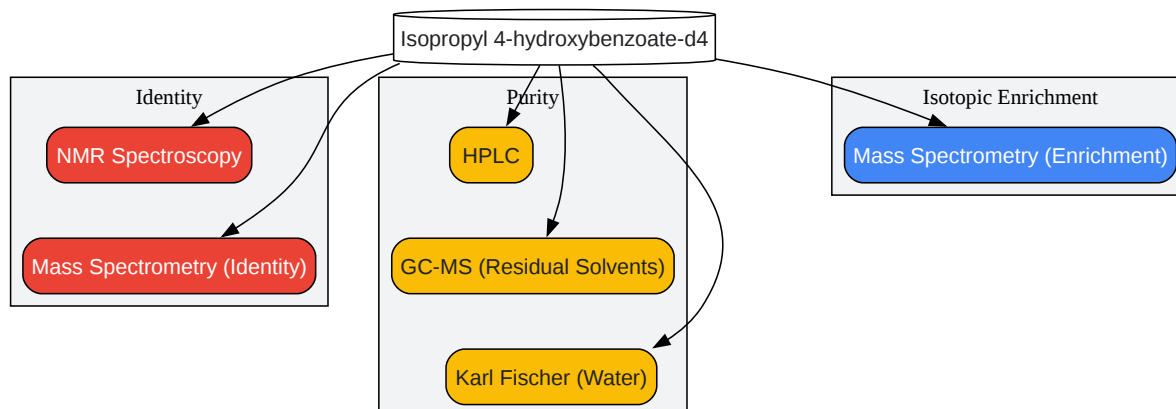 Isopropyl 4-hydroxybenzoate-d4
Identity
NMR Spectroscopy
Mass Spectrometry (Identity)
Purity
HPLC
GC-MS (Residual Solvents)
Karl Fischer (Water)
Isotopic Enrichment
Mass Spectrometry (Enrichment)